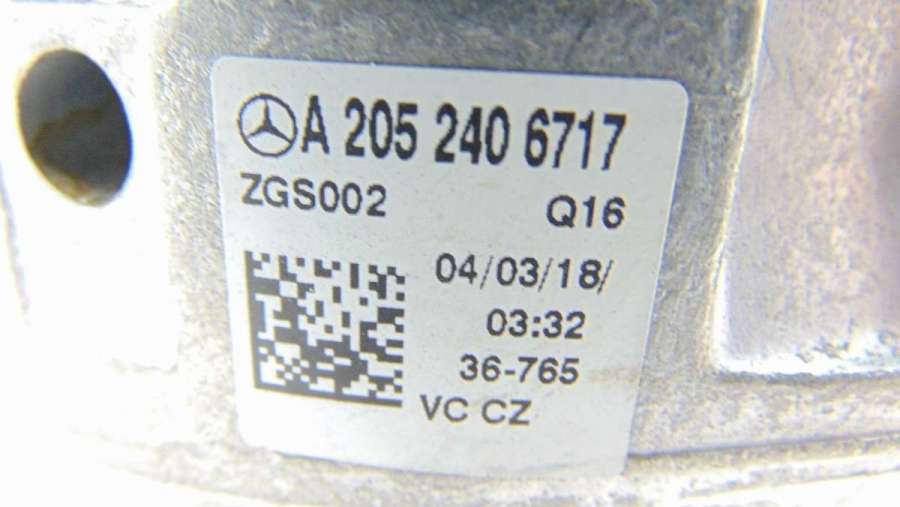 A 205 240 6717
ZGS002 Q16
04/03/18/
03:32
36-765
VC CZ